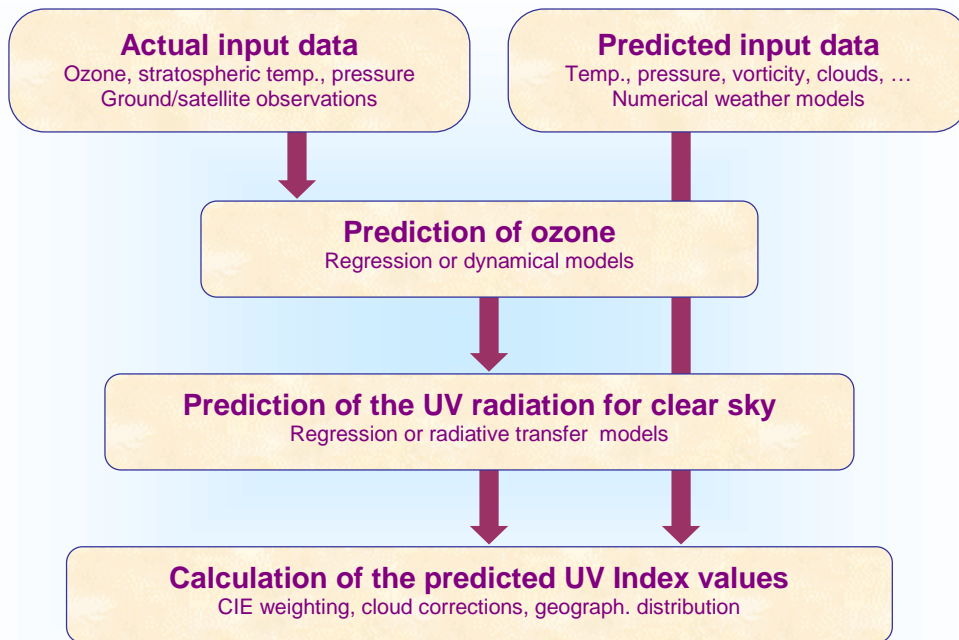 Actual input data
Ozone, stratospheric temp., pressure
Ground/satellite observations
Predicted input data
Temp., pressure, vorticity, clouds, …
Numerical weather models
Prediction of ozone
Regression or dynamical models
Prediction of the UV radiation for clear sky
Regression or radiative transfer models
Calculation of the predicted UV Index values
CIE weighting, cloud corrections, geograph. distribution